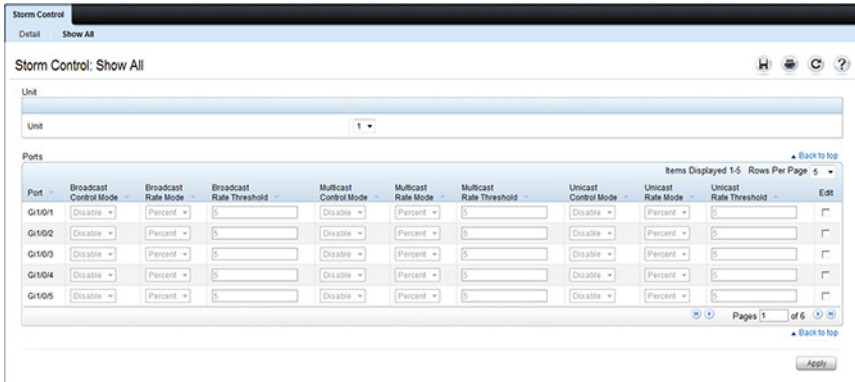 Storm Control
Detail Show All
Storm Control: Show All
Unit
Unit 1
Ports Back to top
Items Displayed 1-5 Rows Per Page 5
Port Broadcast Control Mode Broadcast Rate Mode Broadcast Rate Threshold Multicast Control Mode Multicast Rate Mode Multicast Rate Threshold Unicast Control Mode Unicast Rate Mode Unicast Rate Threshold Edit
Gi1/0/1 Disable Percent 5 Disable Percent 5 Disable Percent 5
Gi1/0/2 Disable Percent 5 Disable Percent 5 Disable Percent 5
Gi1/0/3 Disable Percent 5 Disable Percent 5 Disable Percent 5
Gi1/0/4 Disable Percent 5 Disable Percent 5 Disable Percent 5
Gi1/0/5 Disable Percent 5 Disable Percent 5 Disable Percent 5
Pages 1 of 6
Back to top
Apply